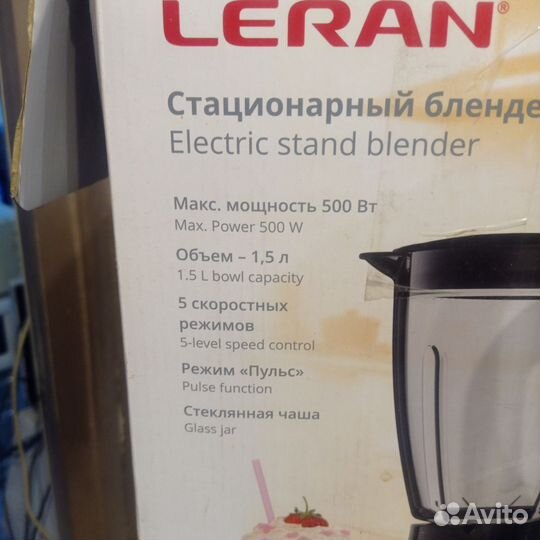 LERAN®
Стационарный бленде
Electric stand blender
Макс. мощность 500 Вт
Max. Power 500 W
Объем – 1,5 л
1.5 L bowl capacity
5 скоростных
режимов
5-level speed control
Режим «Пульс»
Pulse function
Стеклянная чаша
Glass jar
Avito